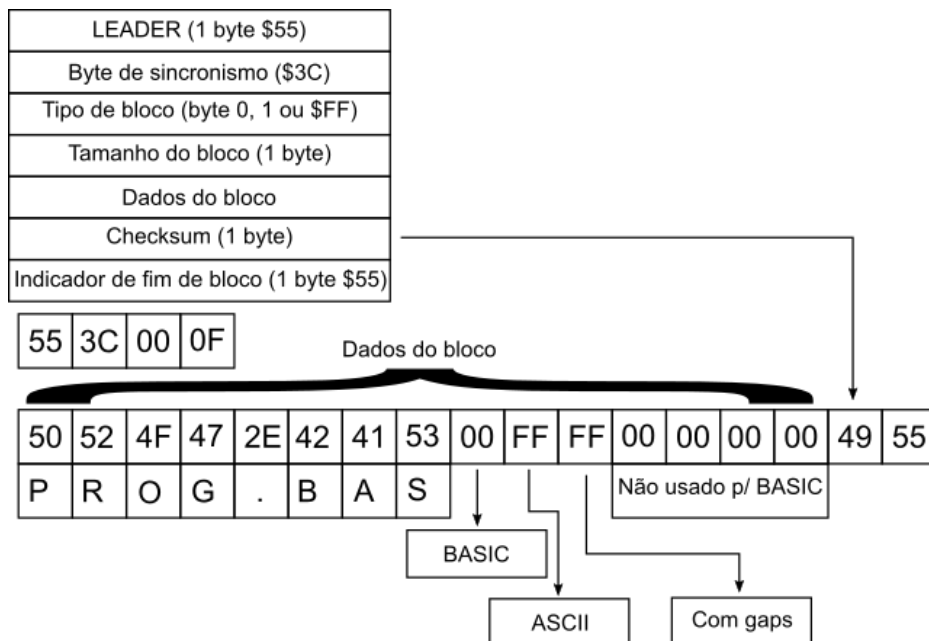 LEADER (1 byte $55)
Byte de sincronismo ($3C)
Tipo de bloco (byte 0, 1 ou $FF)
Tamanho do bloco (1 byte)
Dados do bloco
Checksum (1 byte)
Indicador de fim de bloco (1 byte $55)
55 3C 00 0F
Dados do bloco
50 52 4F 47 2E 42 41 53 00 FF FF 00 00 00 00 49 55
P R O G . B A S Não usado p/ BASIC
BASIC
ASCII Com gaps